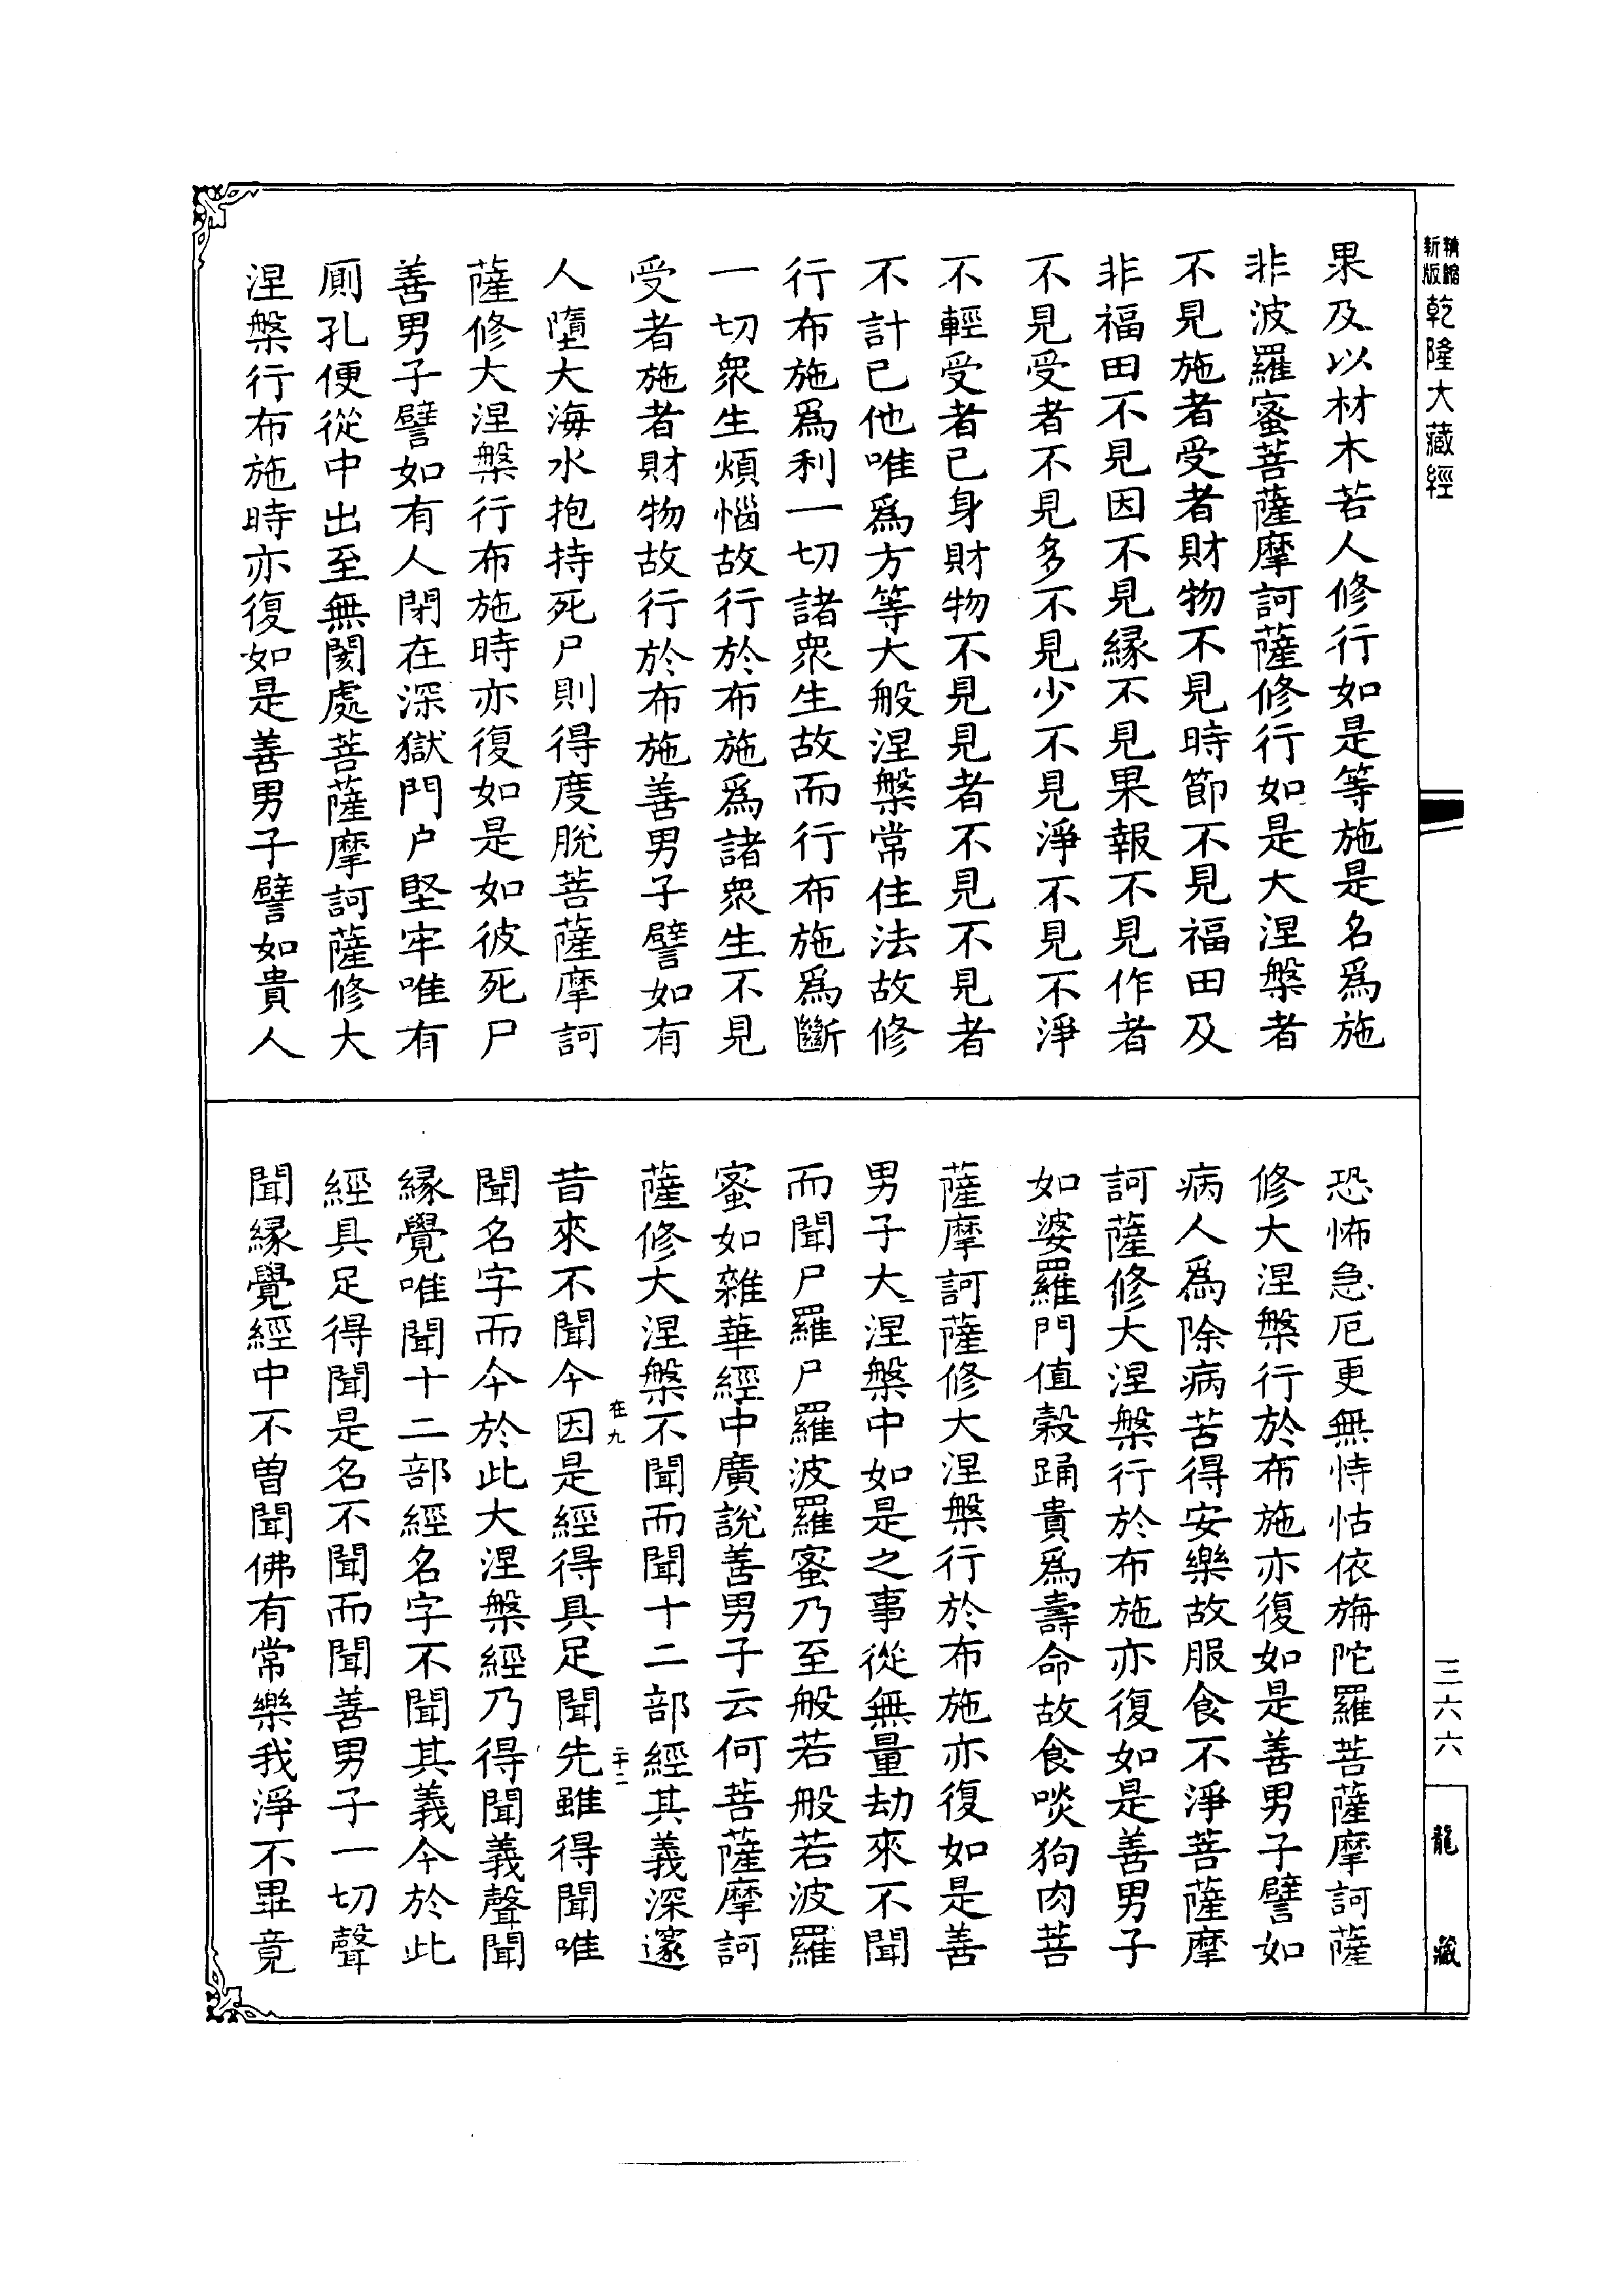 精縮新版乾隆大藏經
果及以材木若人修行如是等施是名爲施
非波羅蜜菩薩摩訶薩修行如是大涅槃者
不見施者受者財物不見時節不見福田及
非福田不見因不見緣不見果報不見作者
不見受者不見多不見少不見淨不見不淨
不輕受者已身財物不見見者不見不見者
不計已他唯爲方等大般涅槃常住法故修
行布施爲利一切諸衆生故而行布施爲斷
一切衆生煩惱故行於布施爲諸衆生不見
受者施者財物故行於布施善男子譬如有
人墮大海水抱持死尸則得度脫菩薩摩訶
薩修大涅槃行布施時亦復如是如彼死尸
善男子譬如有人閉在深獄門户堅牢唯有
厠孔便從中出至無閡處菩薩摩訶薩修大
涅槃行布施時亦復如是善男子譬如貴人
恐怖急厄更無恃怙依旃陀羅菩薩摩訶薩
修大涅槃行於布施亦復如是善男子譬如
病人爲除病苦得安樂故服食不淨菩薩摩
訶薩修大涅槃行於布施亦復如是善男子
如婆羅門值穀踊貴爲壽命故食啖狗肉菩
薩摩訶薩修大涅槃行於布施亦復如是善
男子大涅槃中如是之事從無量劫來不聞
而聞尸羅尸羅波羅蜜乃至般若般若波羅
蜜如雜華經中廣說善男子云何菩薩摩訶
薩修大涅槃不聞而聞十二部經其義深邃
在九
二十二
昔來不聞今因是經得具足聞先雖得聞唯
聞名字而今於此大涅槃經乃得聞義聲聞
緣覺唯聞十二部經名字不聞其義今於此
經具足得聞是名不聞而聞善男子一切聲
聞緣覺經中不曾聞佛有常樂我淨不畢竟
三六六
龍藏